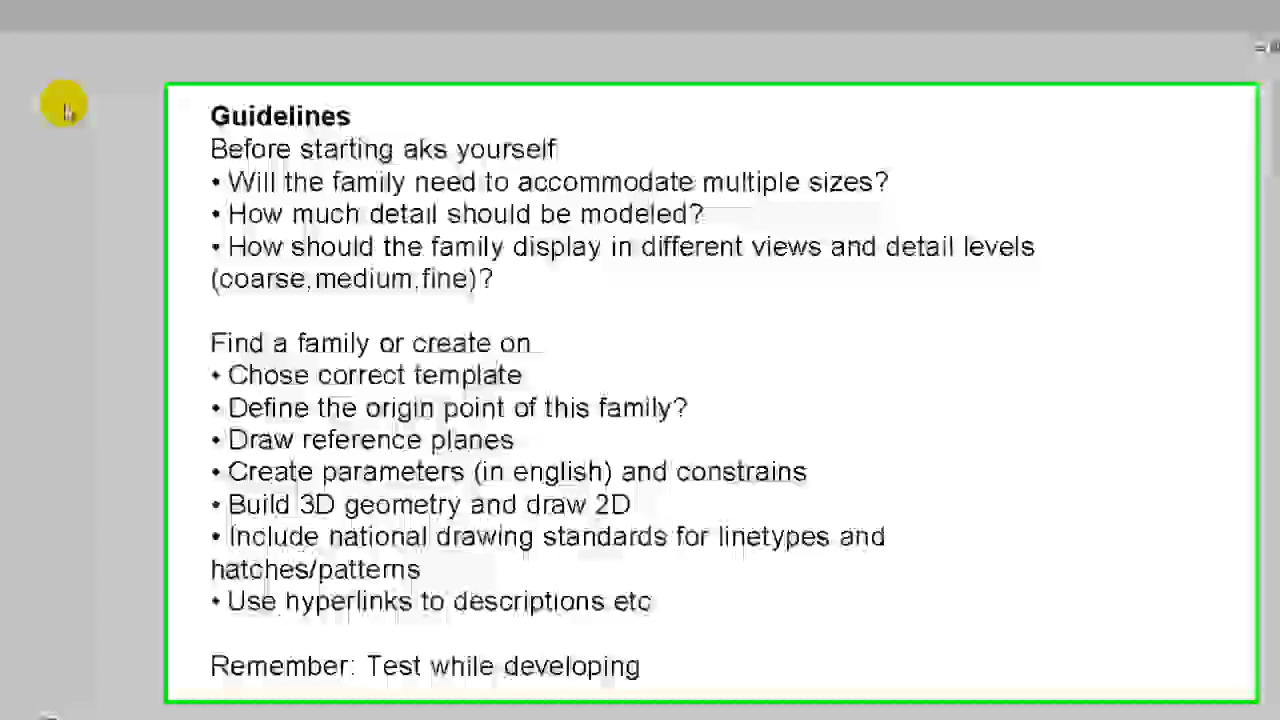 Guidelines
Before starting aks yourself
• Will the family need to accommodate multiple sizes?
• How much detail should be modeled?
• How should the family display in different views and detail levels
(coarse,medium,fine)?
Find a family or create on
• Chose correct template
• Define the origin point of this family?
• Draw reference planes
• Create parameters (in english) and constrains
• Build 3D geometry and draw 2D
• Include national drawing standards for linetypes and
hatches/patterns
• Use hyperlinks to descriptions etc
Remember: Test while developing